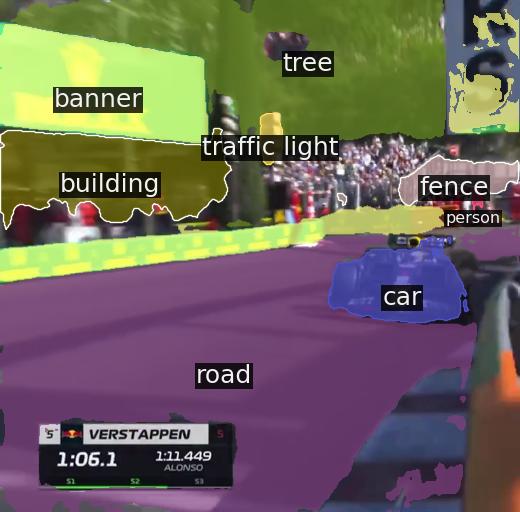 tree
banner
traffic light
building
fence
person
car
road
5 VERSTAPPEN 5
1:06.1 1:11.449
ALONSO
S1 S2 S3